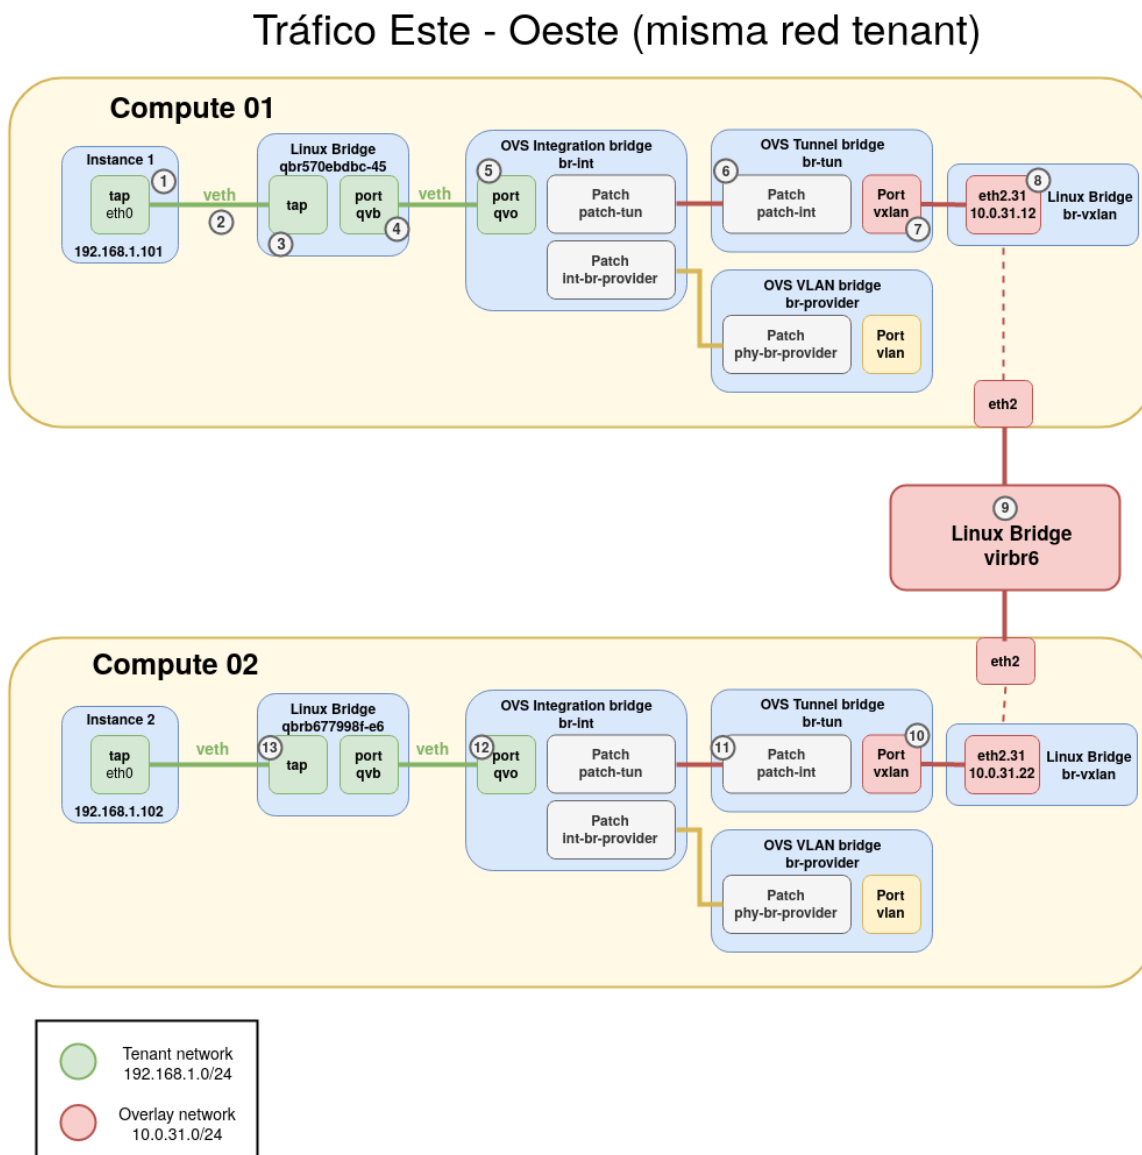 Tráfico Este - Oeste (misma red tenant)
Compute 01
Instance 1
tap
eth0
1
192.168.1.101
veth
2
Linux Bridge
qbr570ebdbc-45
tap
3
port
qvb
4
veth
OVS Integration bridge
br-int
5
port
qvo
Patch
patch-tun
Patch
int-br-provider
OVS Tunnel bridge
br-tun
6
Patch
patch-int
Port
vxlan
7
eth2.31
10.0.31.12
8
Linux Bridge
br-vxlan
OVS VLAN bridge
br-provider
Patch
phy-br-provider
Port
vlan
eth2
9
Linux Bridge
virbr6
Compute 02
eth2
Instance 2
tap
eth0
192.168.1.102
veth
Linux Bridge
qbrb677998f-e6
13
tap
port
qvb
veth
OVS Integration bridge
br-int
12
port
qvo
Patch
patch-tun
Patch
int-br-provider
OVS Tunnel bridge
br-tun
11
Patch
patch-int
10
Port
vxlan
eth2.31
10.0.31.22
Linux Bridge
br-vxlan
OVS VLAN bridge
br-provider
Patch
phy-br-provider
Port
vlan
Tenant network
192.168.1.0/24
Overlay network
10.0.31.0/24